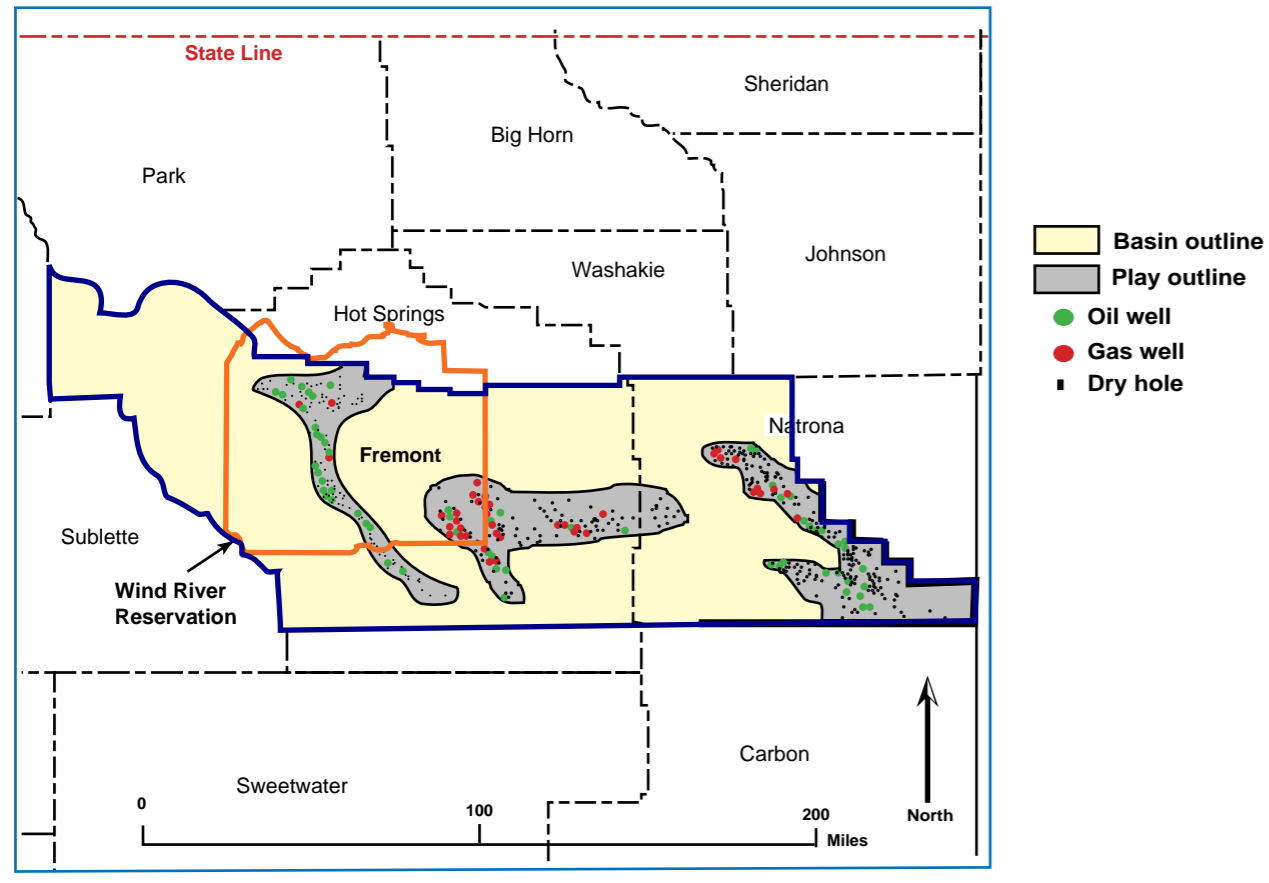 State Line
Sheridan
Big Horn
Park
Johnson
Washakie
Hot Springs
Natrona
Fremont
Sublette
Wind River
Reservation
Carbon
Sweetwater
0
100
200
Miles
North
Basin outline
Play outline
Oil well
Gas well
Dry hole